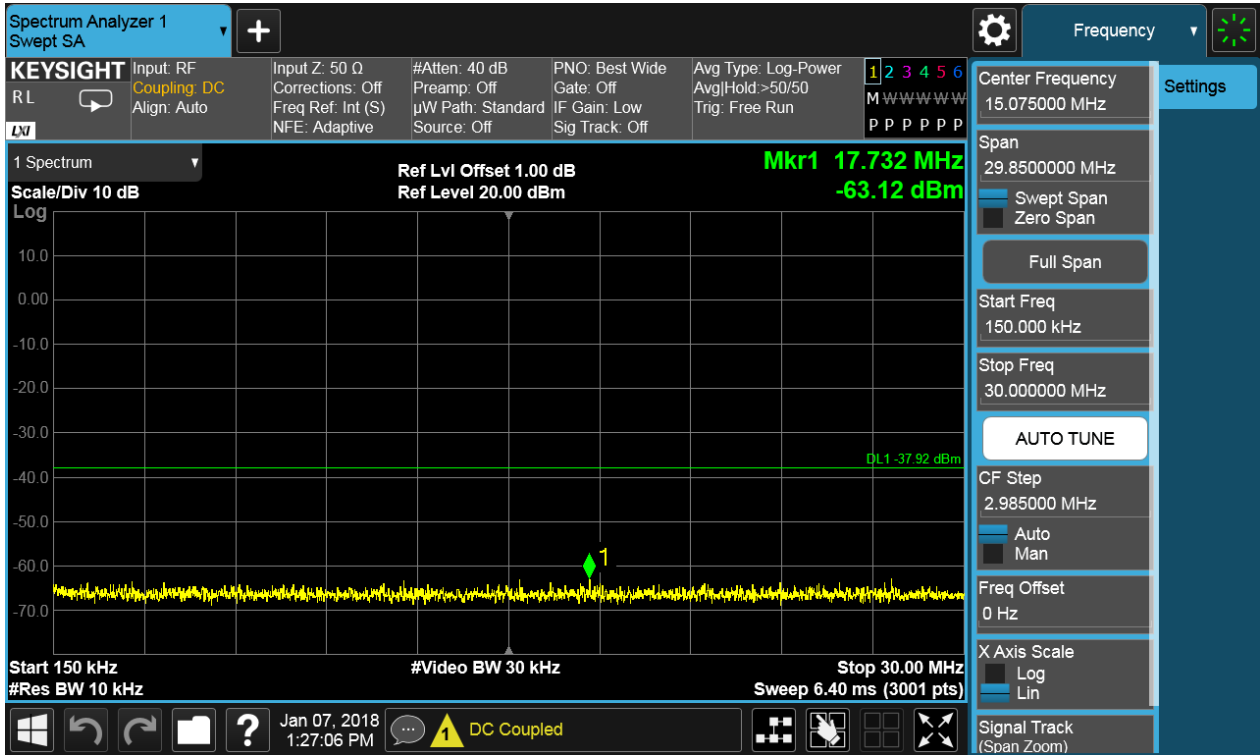 Spectrum Analyzer 1
Swept SA
+
Frequency
KEYSIGHT
R L
LXI
Input: RF
Coupling: DC
Align: Auto
Input Z: 50 Ω
Corrections: Off
Freq Ref: Int (S)
NFE: Adaptive
#Atten: 40 dB
Preamp: Off
µW Path: Standard
Source: Off
PNO: Best Wide
Gate: Off
IF Gain: Low
Sig Track: Off
Avg Type: Log-Power
Avg|Hold:>50/50
Trig: Free Run
1 2 3 4 5 6
M W W W W W
P P P P P P
1 Spectrum
Scale/Div 10 dB
Log
Ref Lvl Offset 1.00 dB
Ref Level 20.00 dBm
Mkr1 17.732 MHz
-63.12 dBm
10.0
0.00
-10.0
-20.0
-30.0
DL1 -37.92 dBm
-40.0
-50.0
-60.0
1
-70.0
Start 150 kHz
#Res BW 10 kHz
#Video BW 30 kHz
Stop 30.00 MHz
Sweep 6.40 ms (3001 pts)
Center Frequency
15.075000 MHz
Span
29.8500000 MHz
Swept Span
Zero Span
Full Span
Start Freq
150.000 kHz
Stop Freq
30.000000 MHz
AUTO TUNE
CF Step
2.985000 MHz
Auto
Man
Freq Offset
0 Hz
X Axis Scale
Log
Lin
Signal Track
(Span Zoom)
Settings
?
Jan 07, 2018
1:27:06 PM
1
DC Coupled